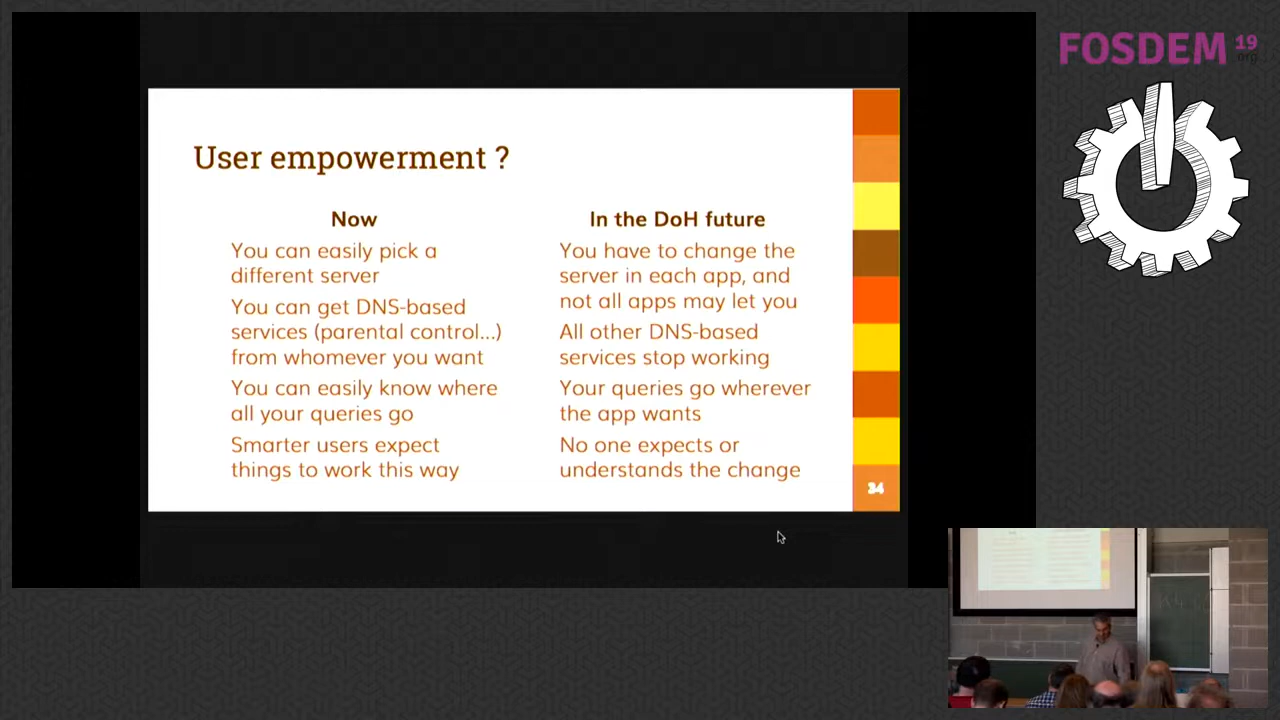 FOSDEM 19
.org
User empowerment ?
Now
You can easily pick a
different server
You can get DNS-based
services (parental control...)
from whomever you want
You can easily know where
all your queries go
Smarter users expect
things to work this way
In the DoH future
You have to change the
server in each app, and
not all apps may let you
All other DNS-based
services stop working
Your queries go wherever
the app wants
No one expects or
understands the change
34